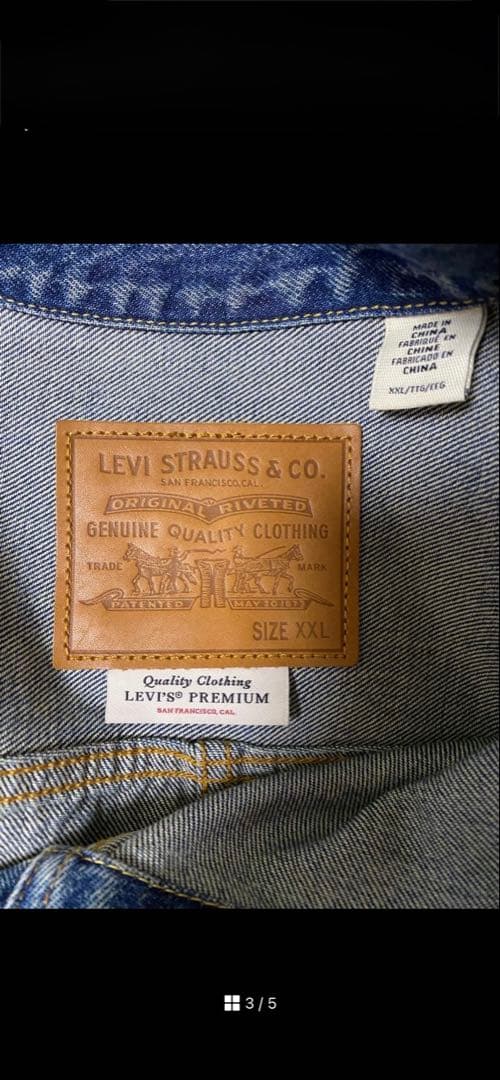 MADE IN
CHINA
FABRIQUÉ EN
CHINE
FABRICADO EN
CHINA
XXL/TTG/EEG
LEVI STRAUSS & CO.
SAN FRANCISCO, CAL.
ORIGINAL RIVETED
GENUINE QUALITY CLOTHING
TRADE MARK
PATENTED MAY 20 1873
SIZE XXL
Quality Clothing
LEVI'S® PREMIUM
SAN FRANCISCO, CAL.
3 / 5